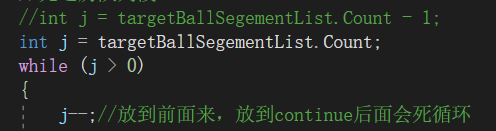 //int j = targetBallSegementList.Count - 1;
int j = targetBallSegementList.Count;
while (j > 0)
{
j--;//放到前面来，放到continue后面会死循环